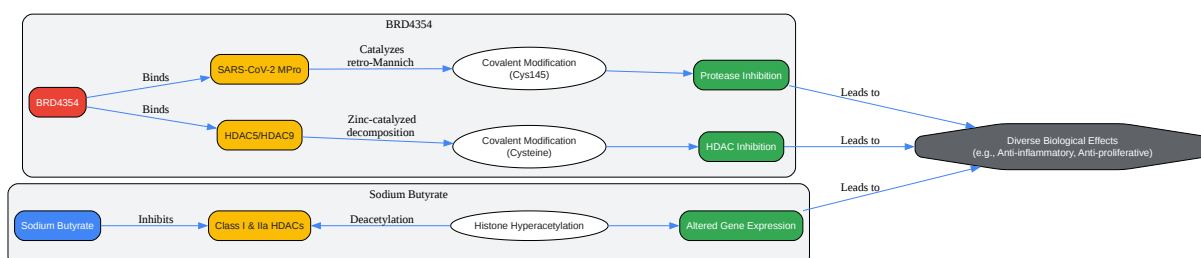 BRD4354
Catalyzes
retro-Mannich
Binds
SARS-CoV-2 MPro
Covalent Modification
(Cys145)
Protease Inhibition
Leads to
BRD4354
Binds
HDAC5/HDAC9
Zinc-catalyzed
decomposition
Covalent Modification
(Cysteine)
HDAC Inhibition
Leads to
Diverse Biological Effects
(e.g., Anti-inflammatory, Anti-proliferative)
Sodium Butyrate
Leads to
Sodium Butyrate
Inhibits
Class I & IIa HDACs
Deacetylation
Histone Hyperacetylation
Altered Gene Expression